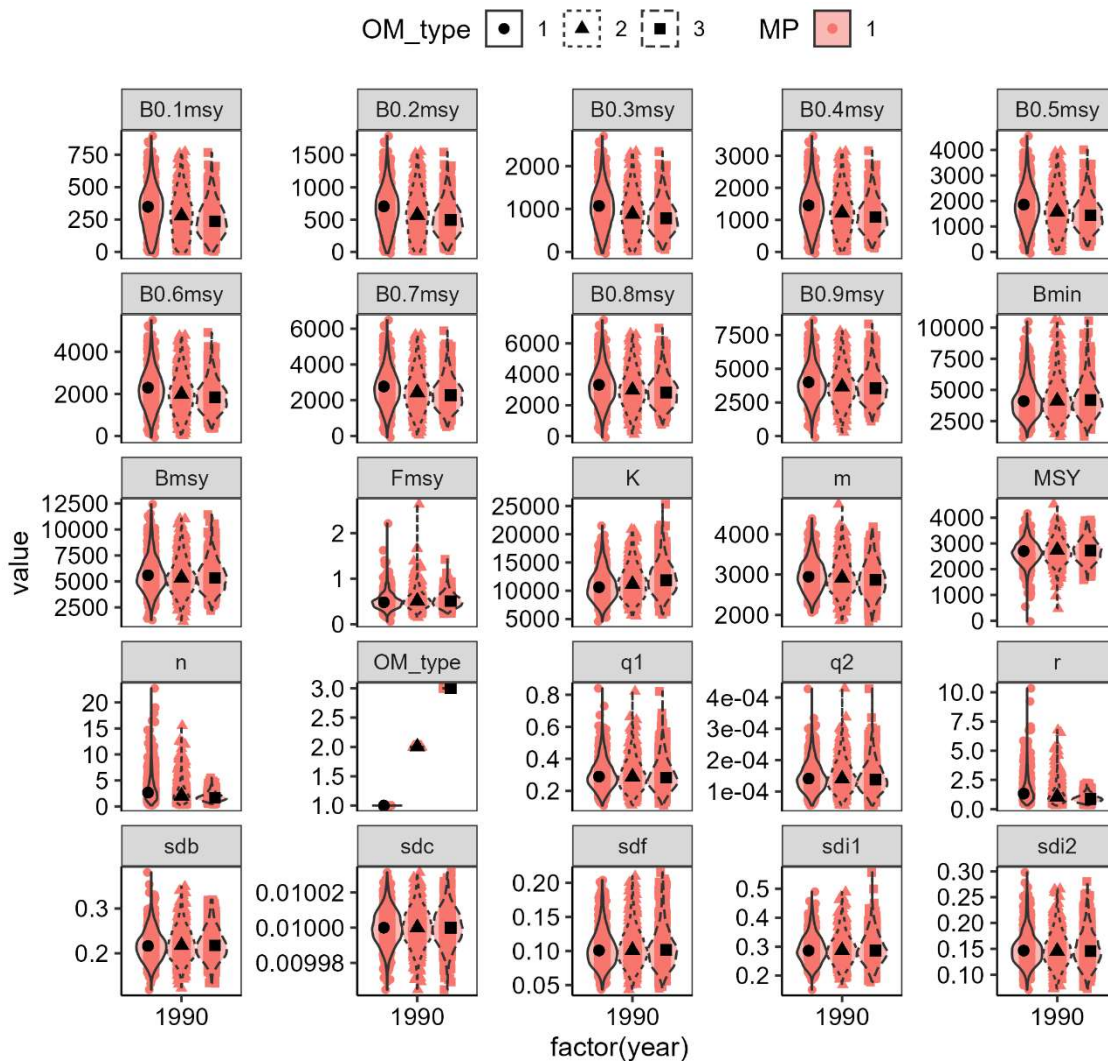 OM_type 1 2 3 MP 1
B0.1msy B0.2msy B0.3msy B0.4msy B0.5msy
750 500 250 0
1500 1000 500 0
2000 1000 0
3000 2000 1000 0
4000 3000 2000 1000 0
B0.6msy B0.7msy B0.8msy B0.9msy Bmin
4000 2000 0
6000 4000 2000 0
6000 4000 2000 0
7500 5000 2500 0
10000 7500 5000 2500
Bmsy Fmsy K m MSY
12500 10000 7500 5000 2500
2 1 0
25000 20000 15000 10000 5000
4000 3000 2000
4000 3000 2000 1000 0
n OM_type q1 q2 r
20 15 10 5 0
3.0 2.5 2.0 1.5 1.0
0.8 0.6 0.4 0.2
4e-04 3e-04 2e-04 1e-04
10.0 7.5 5.0 2.5 0.0
sdb sdc sdf sdi1 sdi2
0.3 0.2
0.01002 0.01000 0.00998
0.20 0.15 0.10 0.05
0.5 0.4 0.3 0.2
0.30 0.25 0.20 0.15 0.10
1990 1990 1990 1990 1990
value
factor(year)